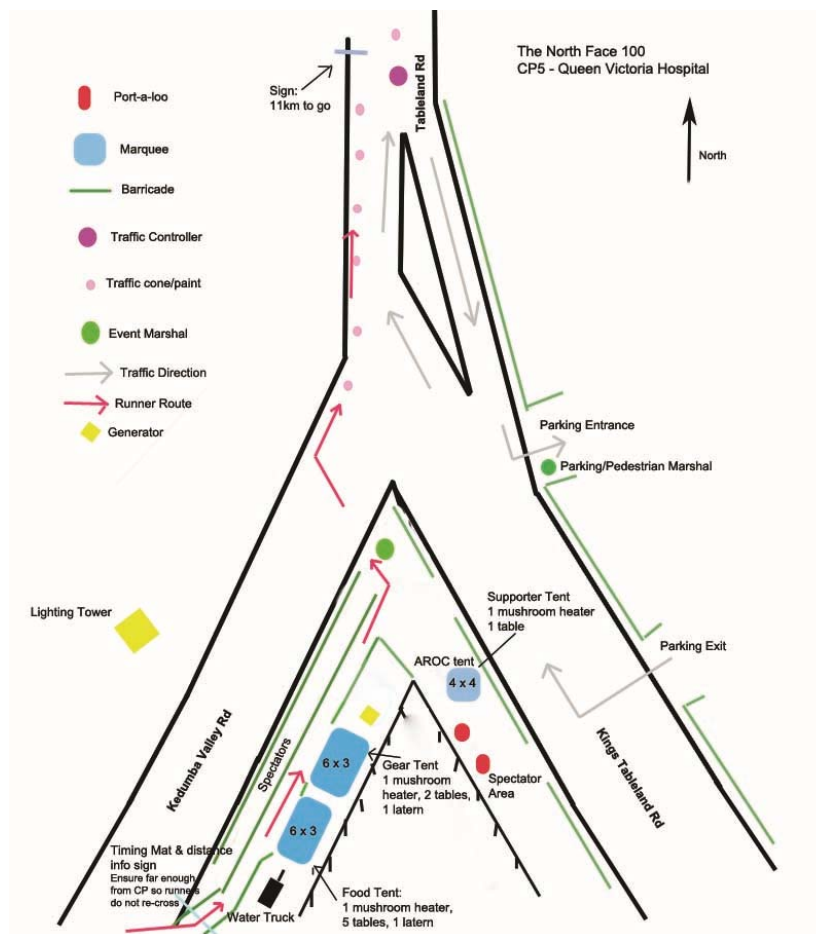 The North Face 100
CP5 - Queen Victoria Hospital
North
Sign:
11km to go
Tableland Rd
Port-a-loo
Marquee
Barricade
Traffic Controller
Traffic cone/paint
Event Marshal
Traffic Direction
Runner Route
Generator
Parking Entrance
Parking/Pedestrian Marshal
Lighting Tower
Supporter Tent
1 mushroom heater
1 table
AROC tent
4 x 4
Parking Exit
Kedumba Valley Rd
Spectators
Kings Tableland Rd
6 x 3
Gear Tent
1 mushroom
heater, 2 tables,
1 latern
Spectator
Area
6 x 3
Timing Mat & distance
info sign
Ensure far enough
from CP so runners
do not re-cross
Water Truck
Food Tent:
1 mushroom heater,
5 tables, 1 latern